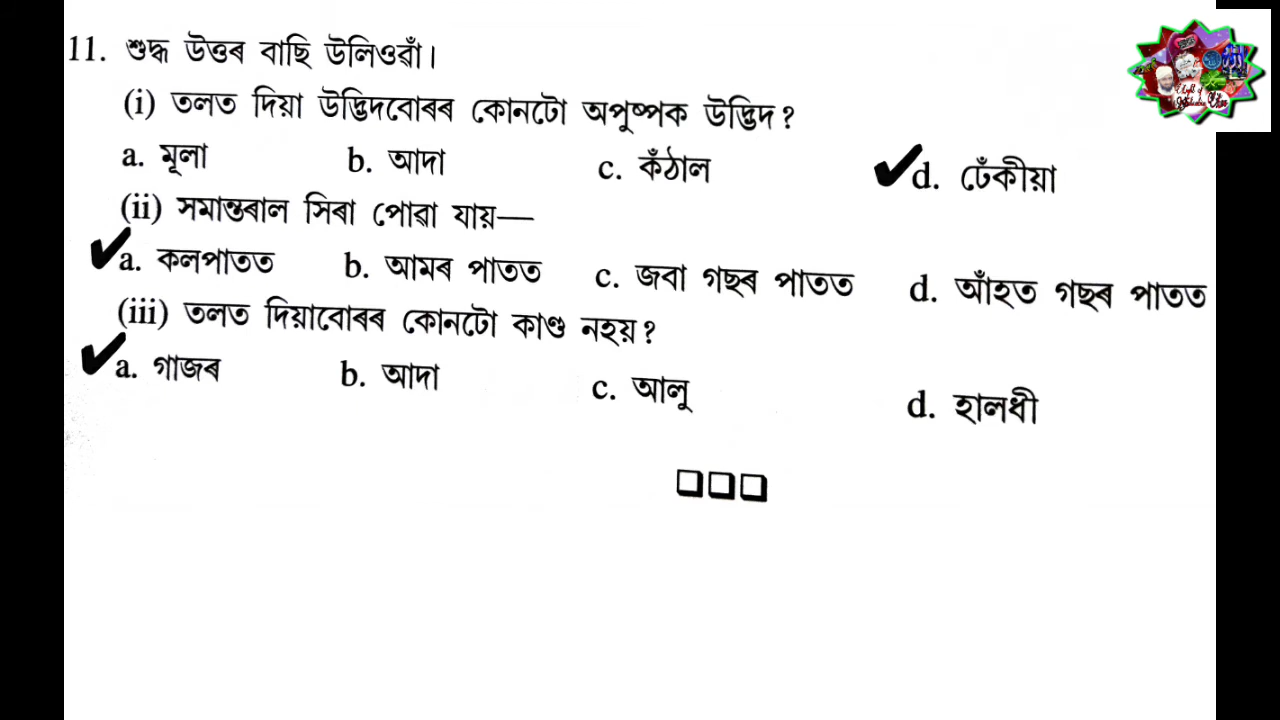 11. শুদ্ধ উত্তৰ বাছি উলিওৱাঁ।
(i) তলত দিয়া উদ্ভিদবোৰৰ কোনটো অপুষ্পক উদ্ভিদ?
a. মূলা b. আদা c. কঁঠাল d. ঢেঁকীয়া
(ii) সমান্তৰাল সিৰা পোৱা যায়—
a. কলপাতত b. আমৰ পাতত c. জবা গছৰ পাতত d. আঁহত গছৰ পাতত
(iii) তলত দিয়াবোৰৰ কোনটো কাণ্ড নহয়?
a. গাজৰ b. আদা c. আলু d. হালধী